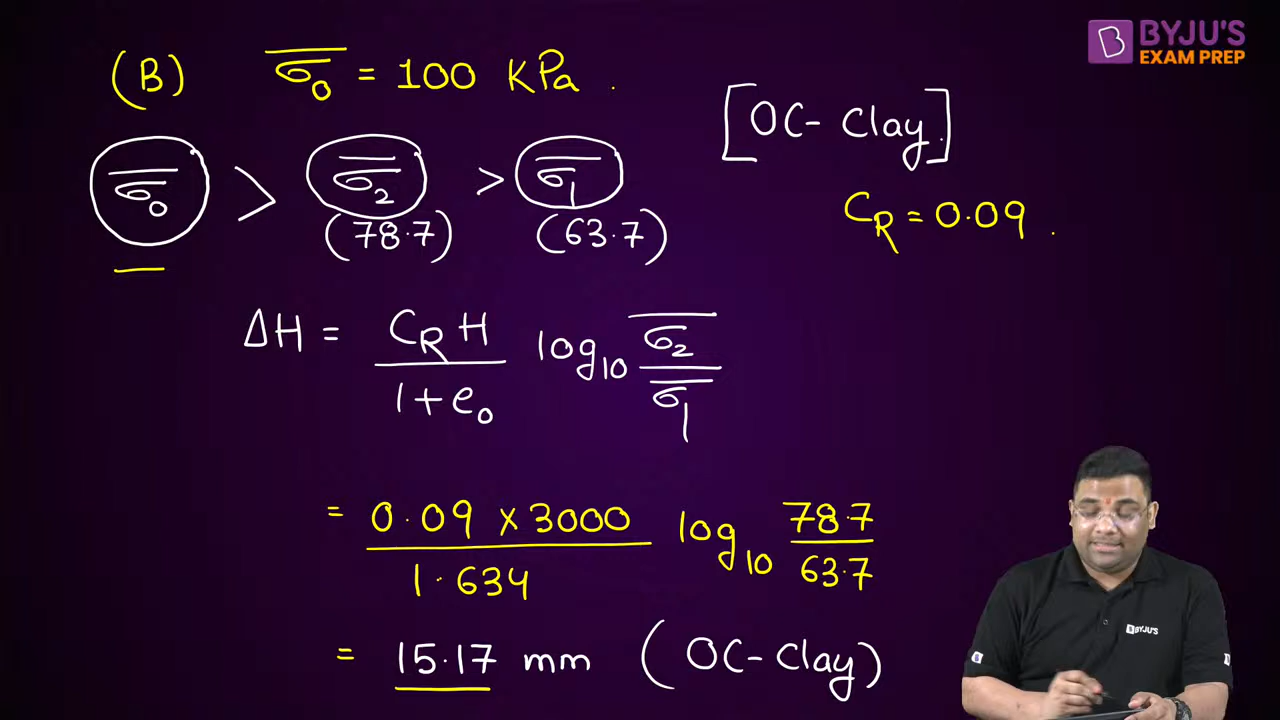 BYJU'S
EXAM PREP
(B) σ̅₀ = 100 KPa .
[OC- Clay]
σ̅₀ > σ̅₂ > σ̅₁
(78.7) (63.7)
C_R = 0.09 .
ΔH = C_R H / 1 + e₀ log₁₀ σ̅₂ / σ̅₁
= 0.09 × 3000 / 1.634 log₁₀ 78.7 / 63.7
= 15.17 mm (OC-Clay)
BYJU'S